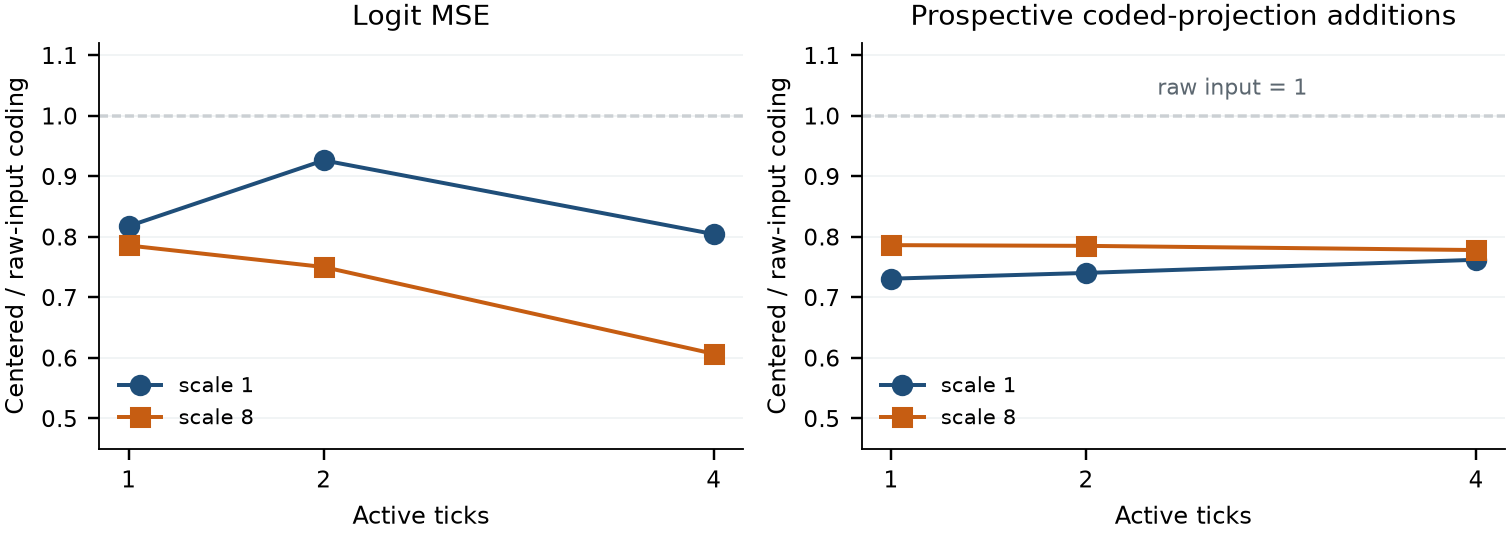 Logit MSE
Centered / raw-input coding
1.1
1.0
0.9
0.8
0.7
0.6
0.5
scale 1
scale 8
1
2
4
Active ticks
Prospective coded-projection additions
Centered / raw-input coding
1.1
1.0
0.9
0.8
0.7
0.6
0.5
raw input = 1
scale 1
scale 8
1
2
4
Active ticks